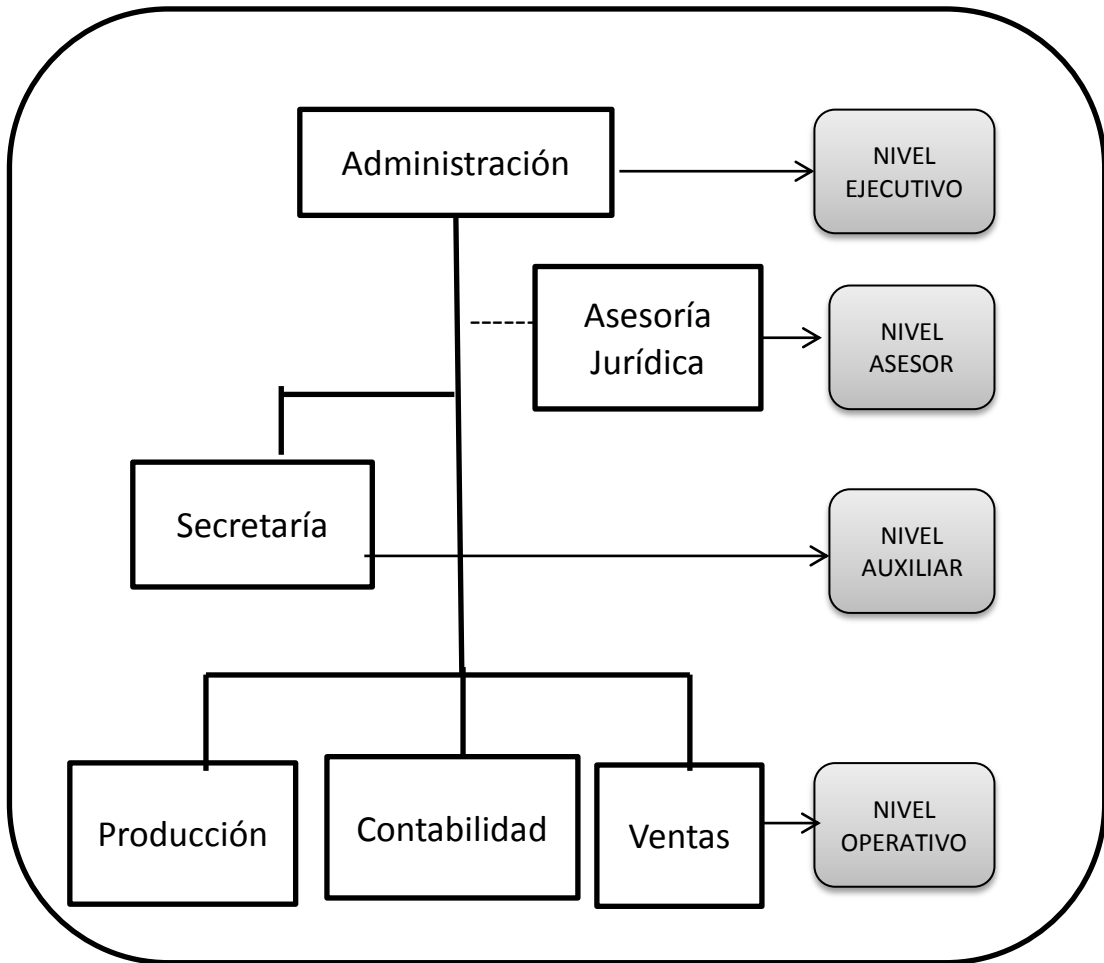 Administración
NIVEL
EJECUTIVO
Asesoría
Jurídica
NIVEL
ASESOR
Secretaría
NIVEL
AUXILIAR
Producción
Contabilidad
Ventas
NIVEL
OPERATIVO